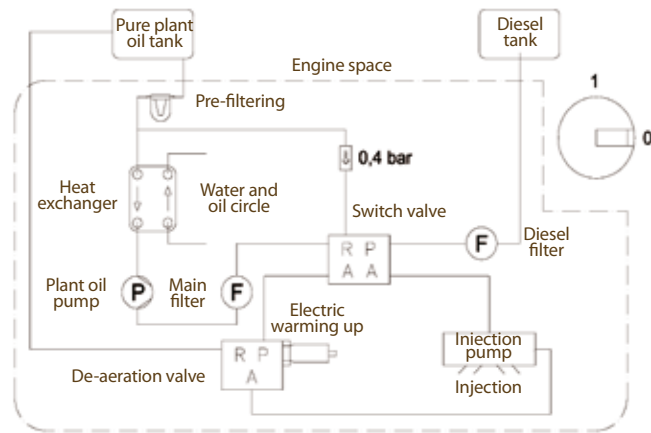 Pure plant
oil tank
Diesel
tank
Engine space
1
Pre-filtering
0
0,4 bar
Heat
exchanger
Water and
oil circle
Switch valve
R P
A A
F
Diesel
filter
Plant oil
pump
P
Main
filter
F
Electric
warming up
R P
A
De-aeration valve
Injection
pump
Injection